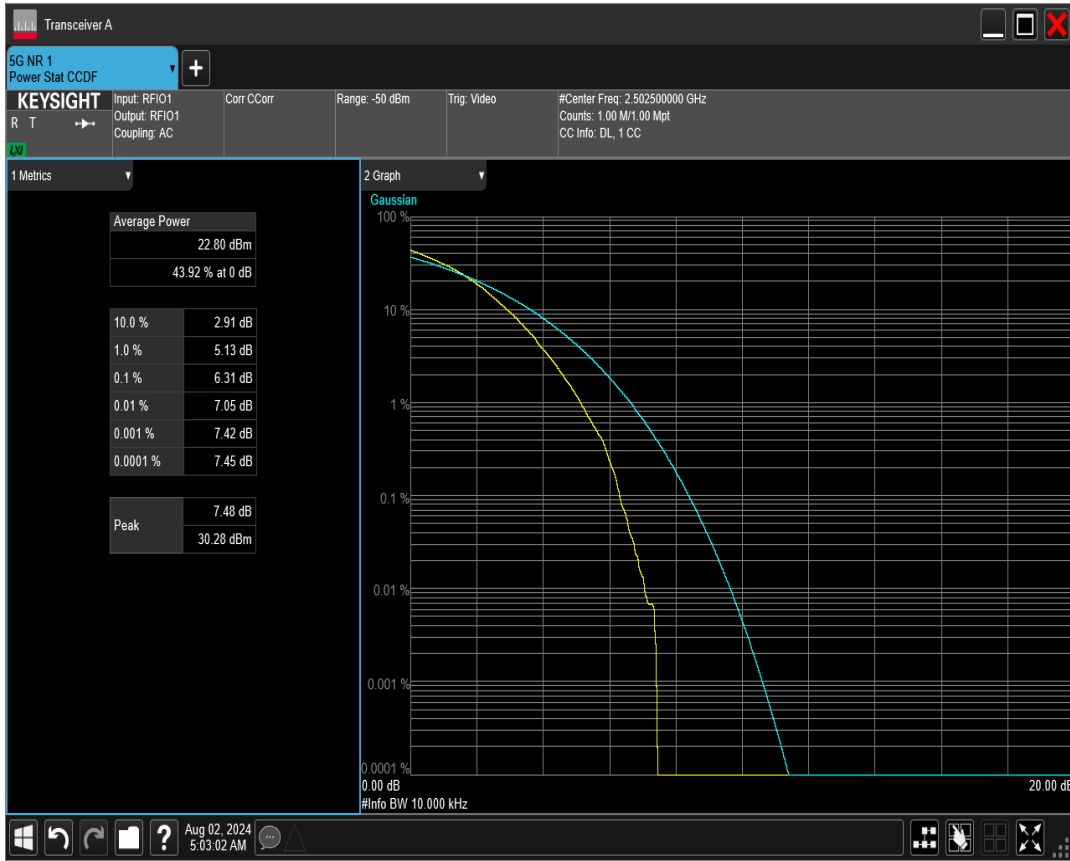 Transceiver A
5G NR 1
Power Stat CCDF
KEYSIGHT
R T
LXI
Input: RFIO1
Output: RFIO1
Coupling: AC
Corr CCorr
Range: -50 dBm
Trig: Video
#Center Freq: 2.502500000 GHz
Counts: 1.00 M/1.00 Mpt
CC Info: DL, 1 CC
1 Metrics
Average Power
22.80 dBm
43.92 % at 0 dB
10.0 % 2.91 dB
1.0 % 5.13 dB
0.1 % 6.31 dB
0.01 % 7.05 dB
0.001 % 7.42 dB
0.0001 % 7.45 dB
Peak
7.48 dB
30.28 dBm
2 Graph
Gaussian
100 %
10 %
1 %
0.1 %
0.01 %
0.001 %
0.0001 %
0.00 dB 20.00 dB
#Info BW 10.000 kHz
Aug 02, 2024
5:03:02 AM